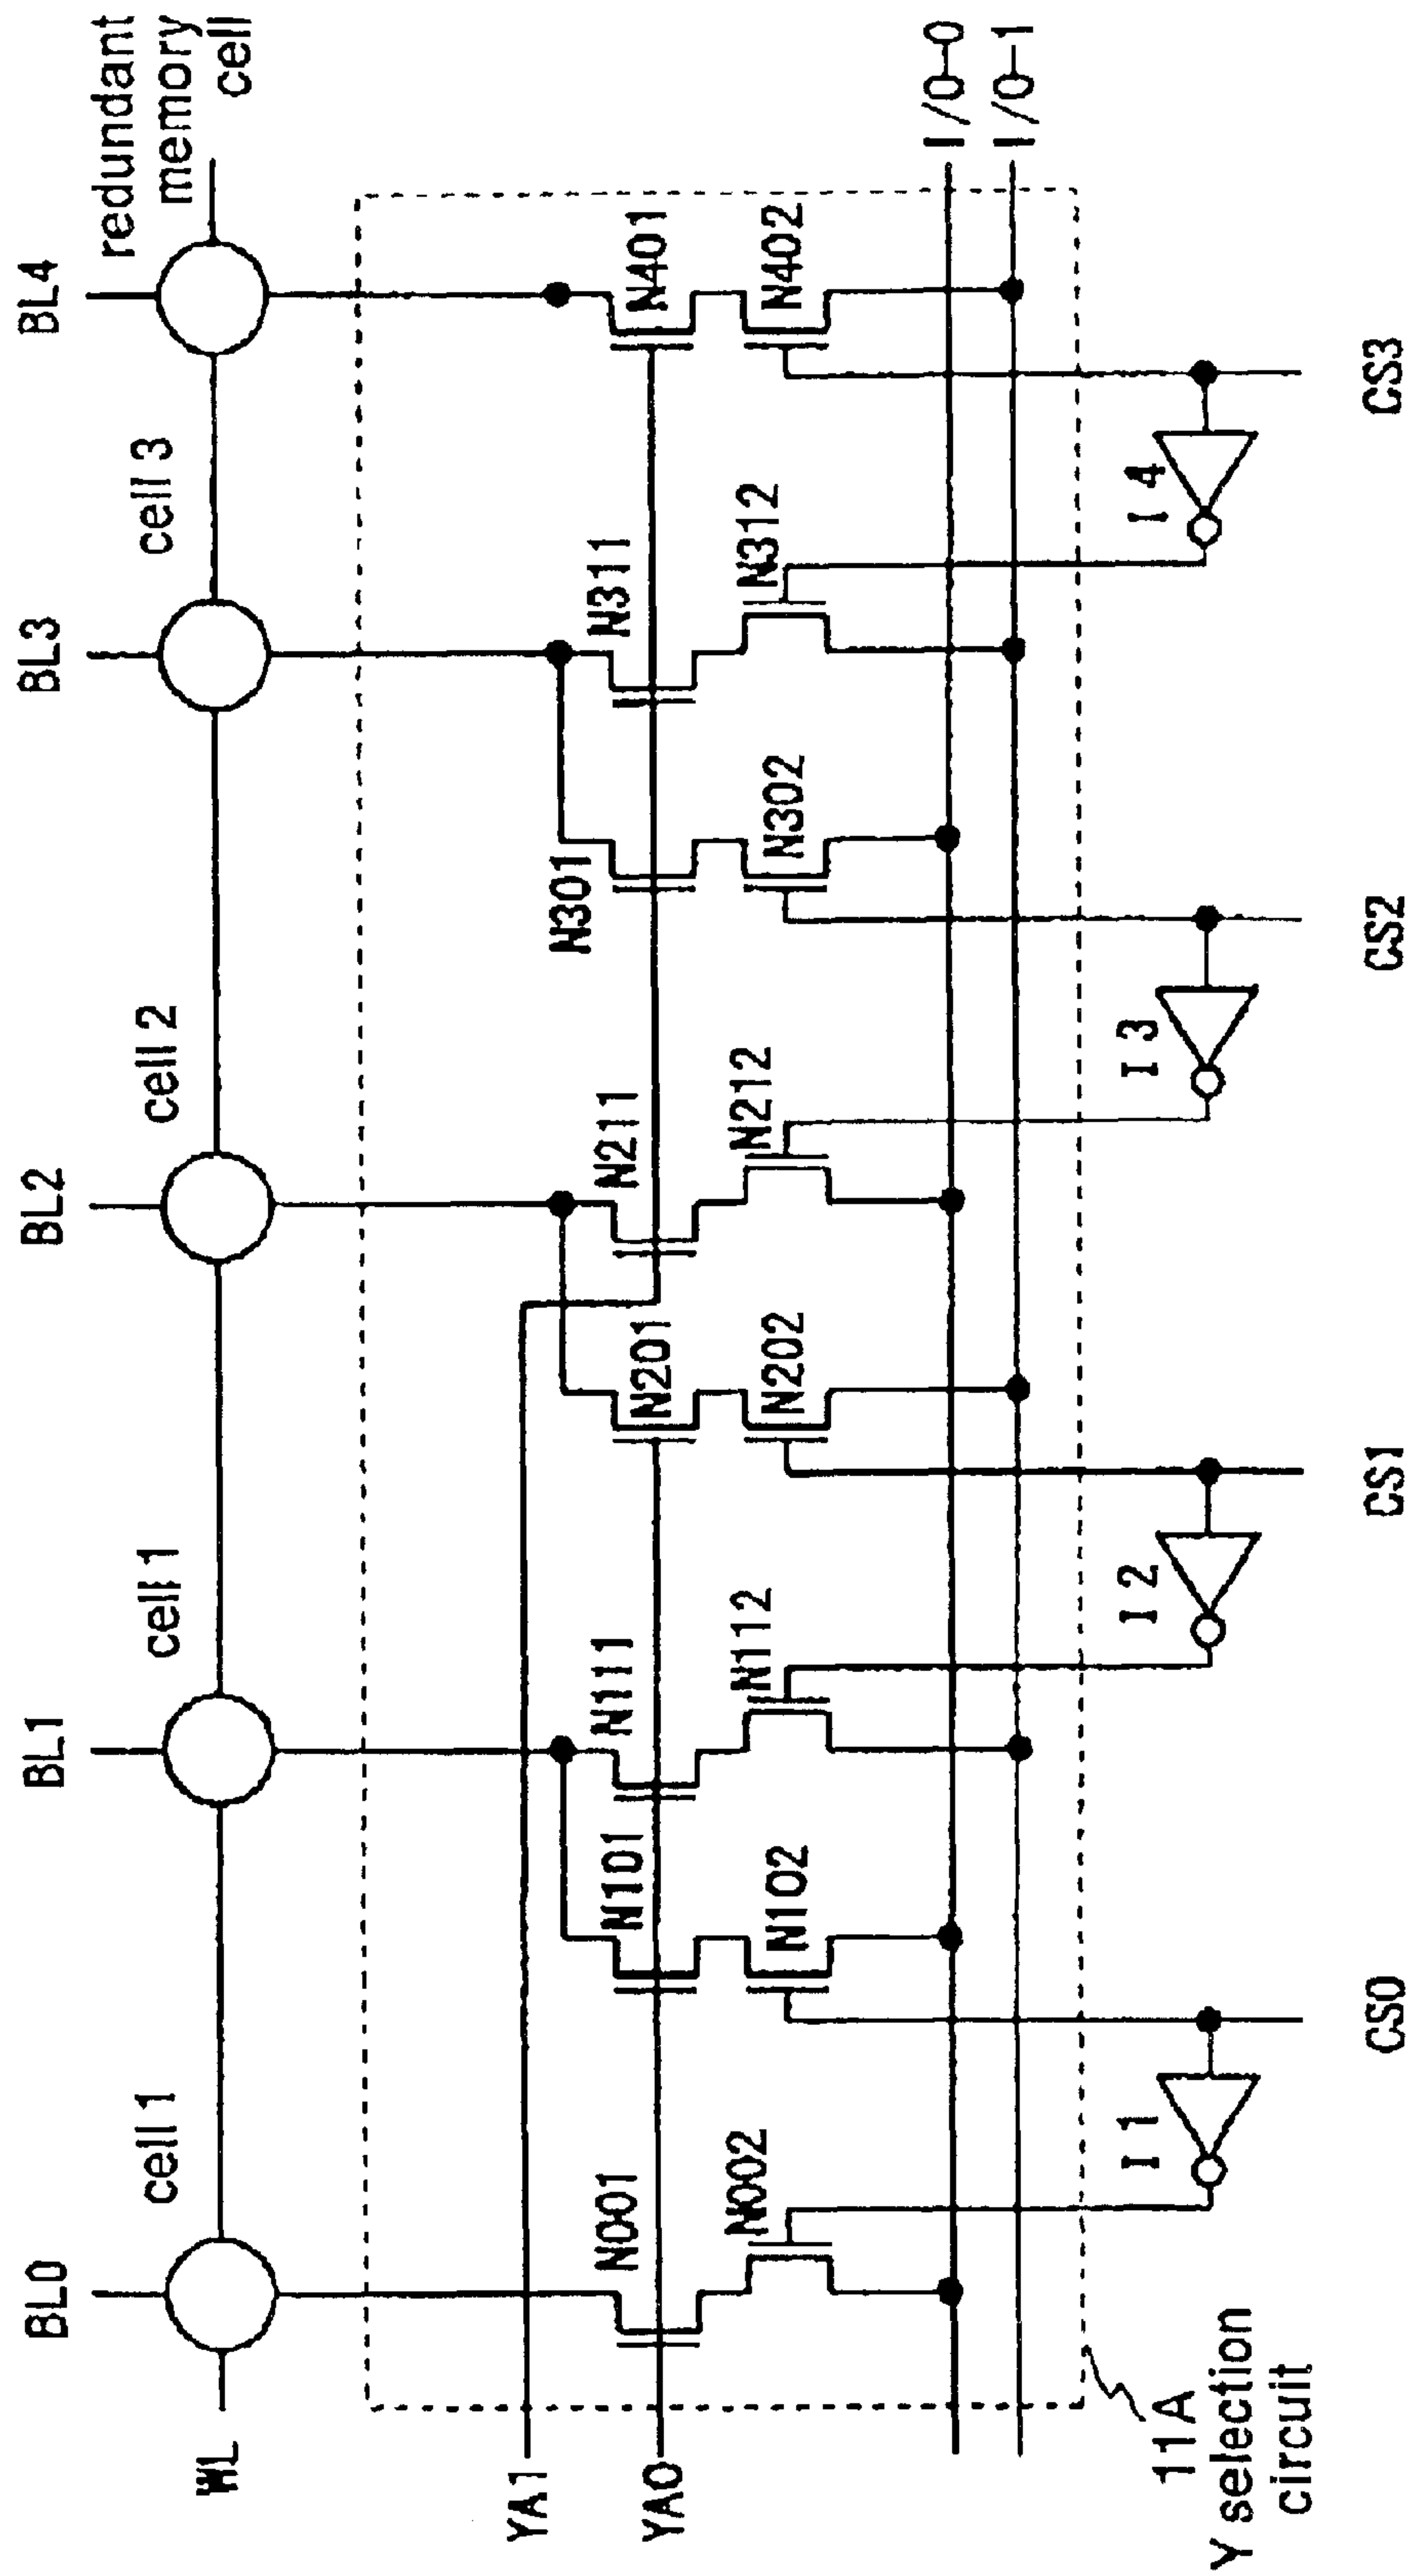 BL0
BL1
BL2
BL3
BL4
cell 1
cell 1
cell 2
cell 3
redundant
memory
cell
WL
YA1
YA0
N001
N002
N101
N102
N111
N112
N201
N202
N211
N212
N301
N302
N311
N312
N401
N402
I/O-0
I/O-1
I 1
I 2
I 3
I 4
11A
Y selection
circuit
CS0
CS1
CS2
CS3